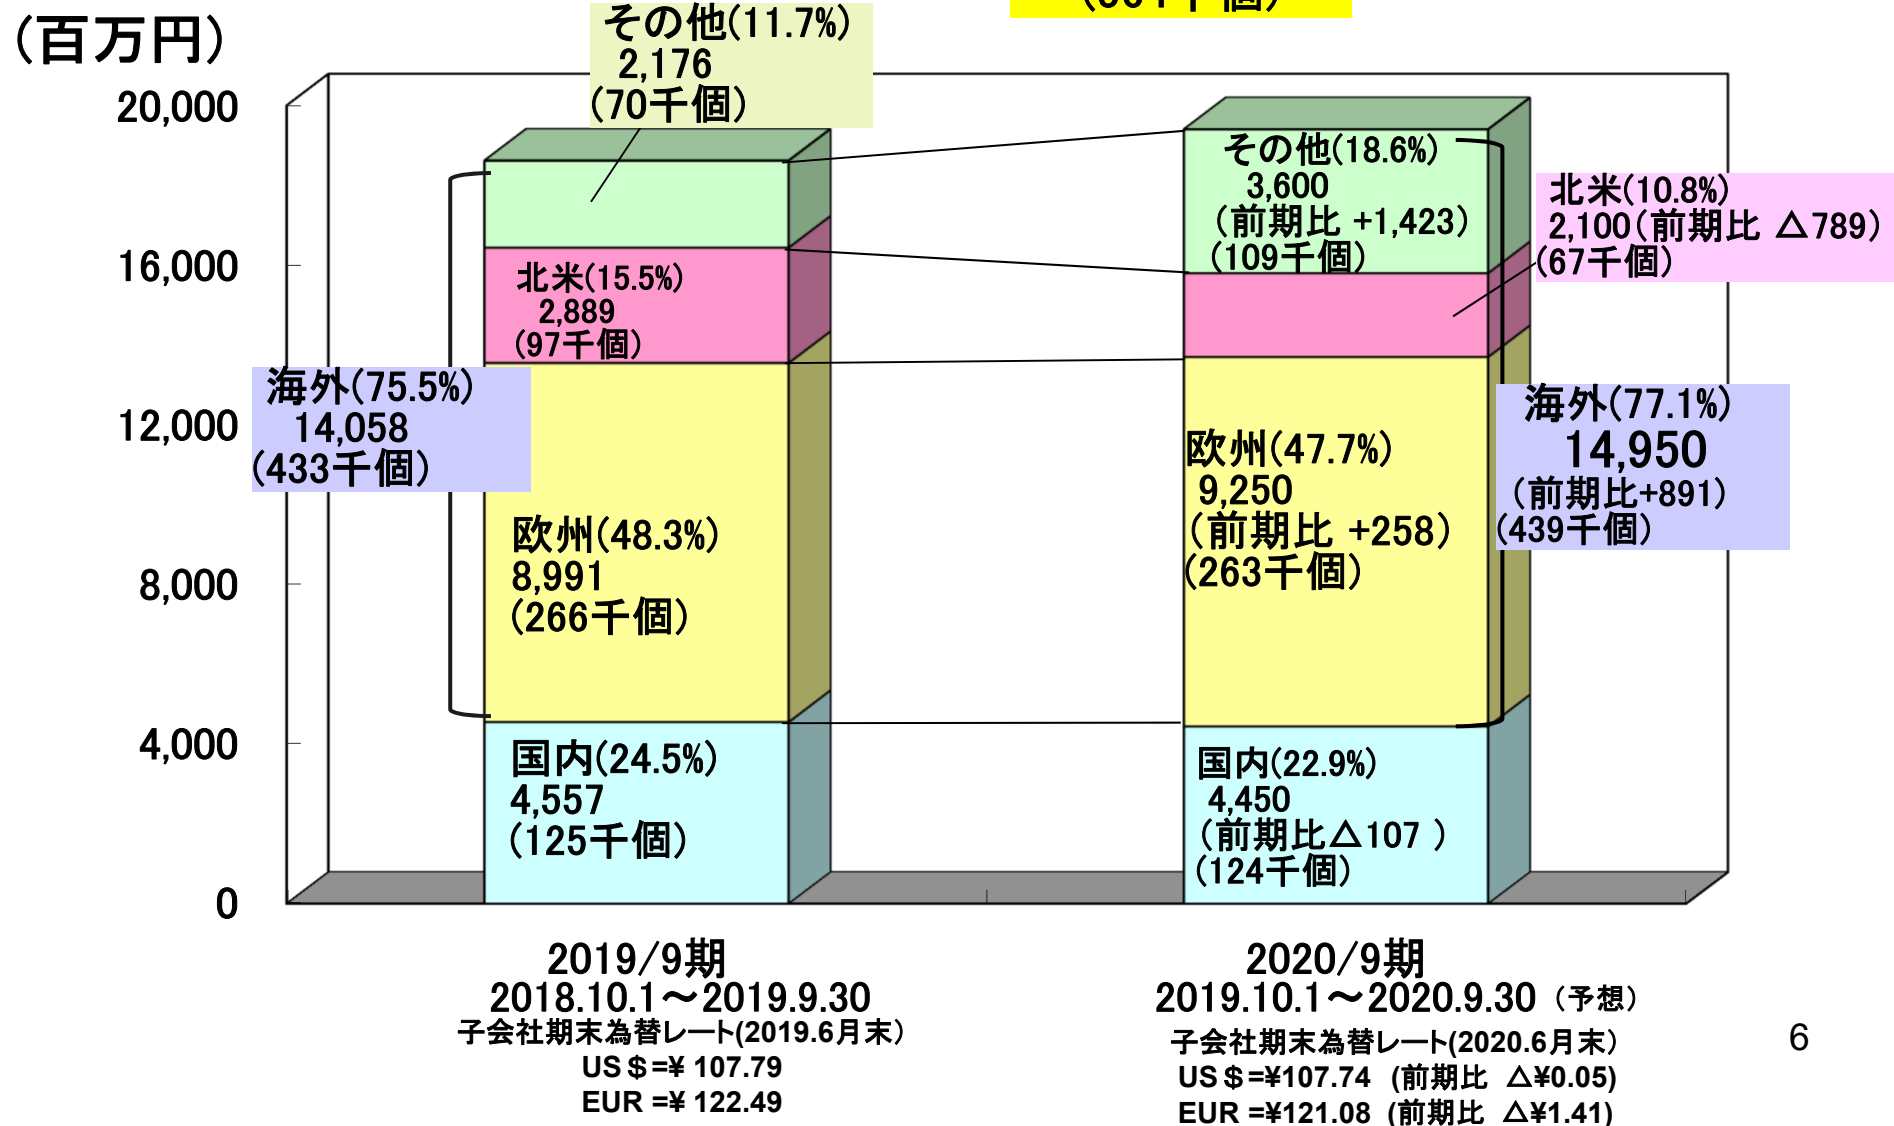 （百万円）
20,000
16,000
12,000
8,000
4,000
0
その他(11.7%)
2,176
(70千個)
北米(15.5%)
2,889
(97千個)
海外(75.5%)
14,058
(433千個)
欧州(48.3%)
8,991
(266千個)
国内(24.5%)
4,557
(125千個)
その他(18.6%)
3,600
（前期比 +1,423）
(109千個)
北米(10.8%)
2,100（前期比 △789）
(67千個)
欧州(47.7%)
9,250
（前期比 +258）
(263千個)
海外(77.1%)
14,950
（前期比+891）
(439千個)
国内(22.9%)
4,450
（前期比△107 ）
(124千個)
2019/9期
2018.10.1～2019.9.30
子会社期末為替レート(2019.6月末）
US＄=¥ 107.79
EUR =¥ 122.49
2020/9期
2019.10.1～2020.9.30（予想）
子会社期末為替レート(2020.6月末）
US＄=¥107.74 (前期比 △¥0.05)
EUR =¥121.08 (前期比 △¥1.41)
6